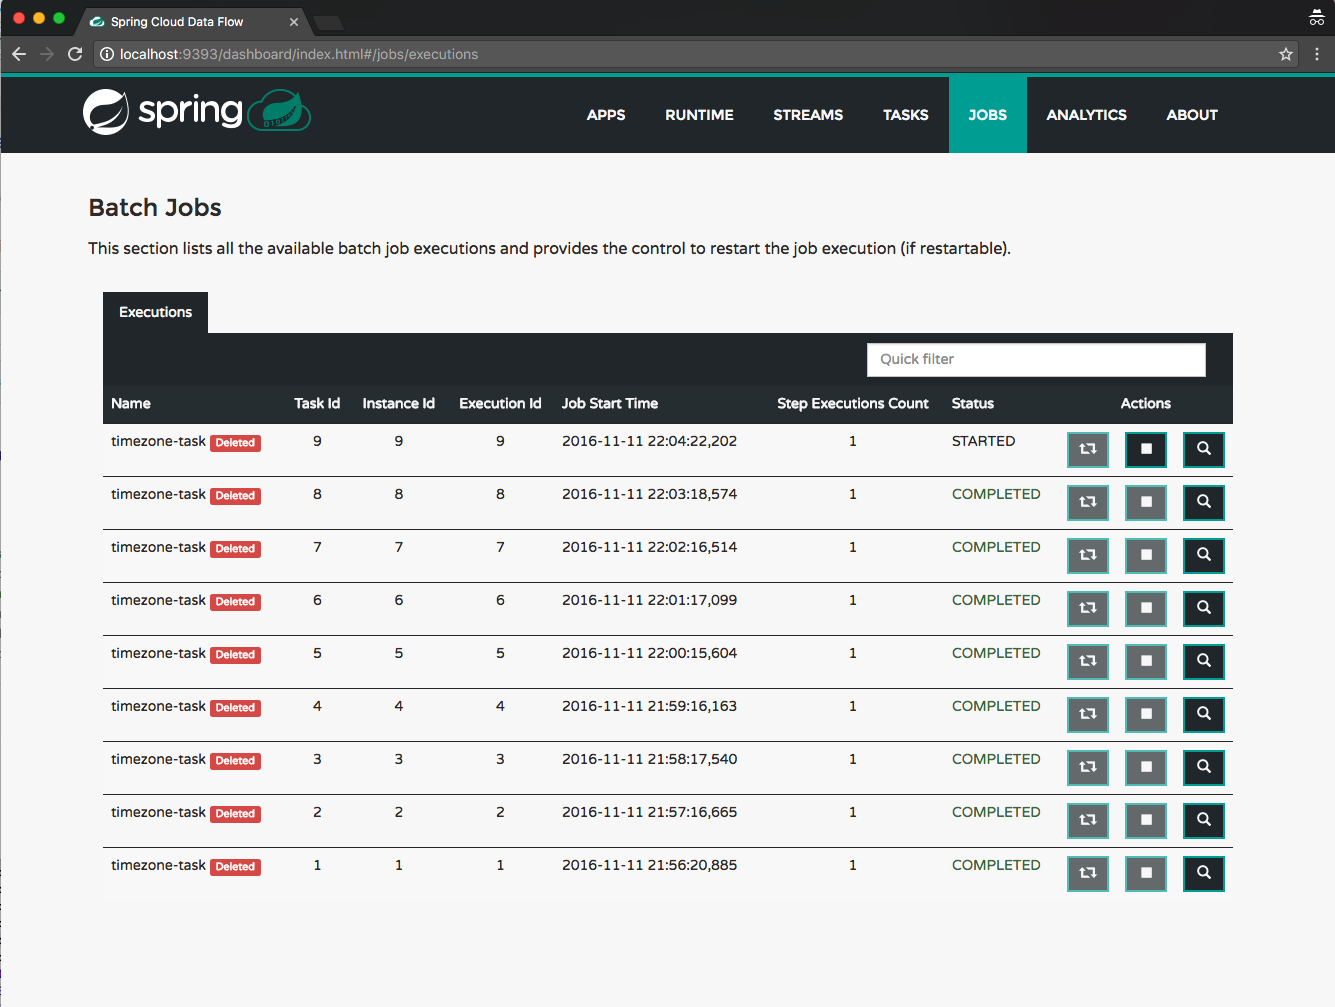 Spring Cloud Data Flow
localhost:9393/dashboard/index.html#/jobs/executions
spring
APPS RUNTIME STREAMS TASKS JOBS ANALYTICS ABOUT
Batch Jobs
This section lists all the available batch job executions and provides the control to restart the job execution (if restartable).
Executions
Quick filter
Name Task Id Instance Id Execution Id Job Start Time Step Executions Count Status Actions
timezone-task Deleted 9 9 9 2016-11-11 22:04:22,202 1 STARTED
timezone-task Deleted 8 8 8 2016-11-11 22:03:18,574 1 COMPLETED
timezone-task Deleted 7 7 7 2016-11-11 22:02:16,514 1 COMPLETED
timezone-task Deleted 6 6 6 2016-11-11 22:01:17,099 1 COMPLETED
timezone-task Deleted 5 5 5 2016-11-11 22:00:15,604 1 COMPLETED
timezone-task Deleted 4 4 4 2016-11-11 21:59:16,163 1 COMPLETED
timezone-task Deleted 3 3 3 2016-11-11 21:58:17,540 1 COMPLETED
timezone-task Deleted 2 2 2 2016-11-11 21:57:16,665 1 COMPLETED
timezone-task Deleted 1 1 1 2016-11-11 21:56:20,885 1 COMPLETED